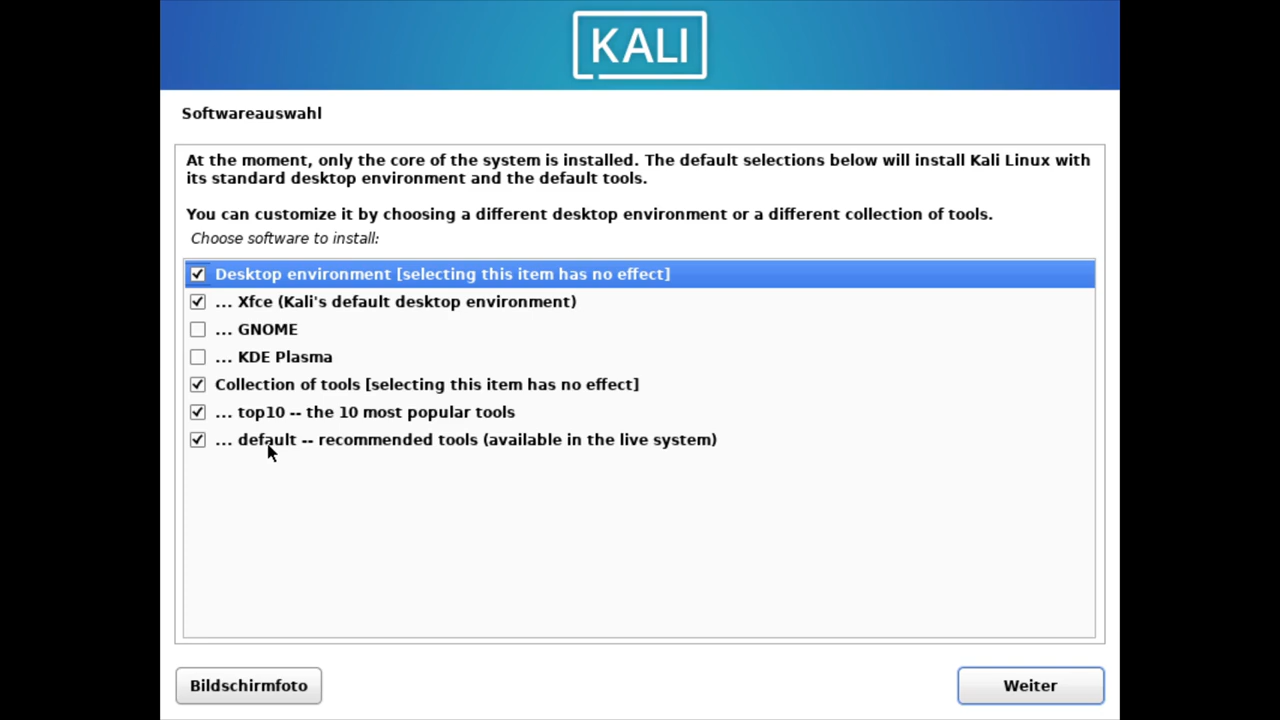 KALI
Softwareauswahl
At the moment, only the core of the system is installed. The default selections below will install Kali Linux with
its standard desktop environment and the default tools.
You can customize it by choosing a different desktop environment or a different collection of tools.
Choose software to install:
Desktop environment [selecting this item has no effect]
... Xfce (Kali's default desktop environment)
... GNOME
... KDE Plasma
Collection of tools [selecting this item has no effect]
... top10 -- the 10 most popular tools
... default -- recommended tools (available in the live system)
Bildschirmfoto
Weiter